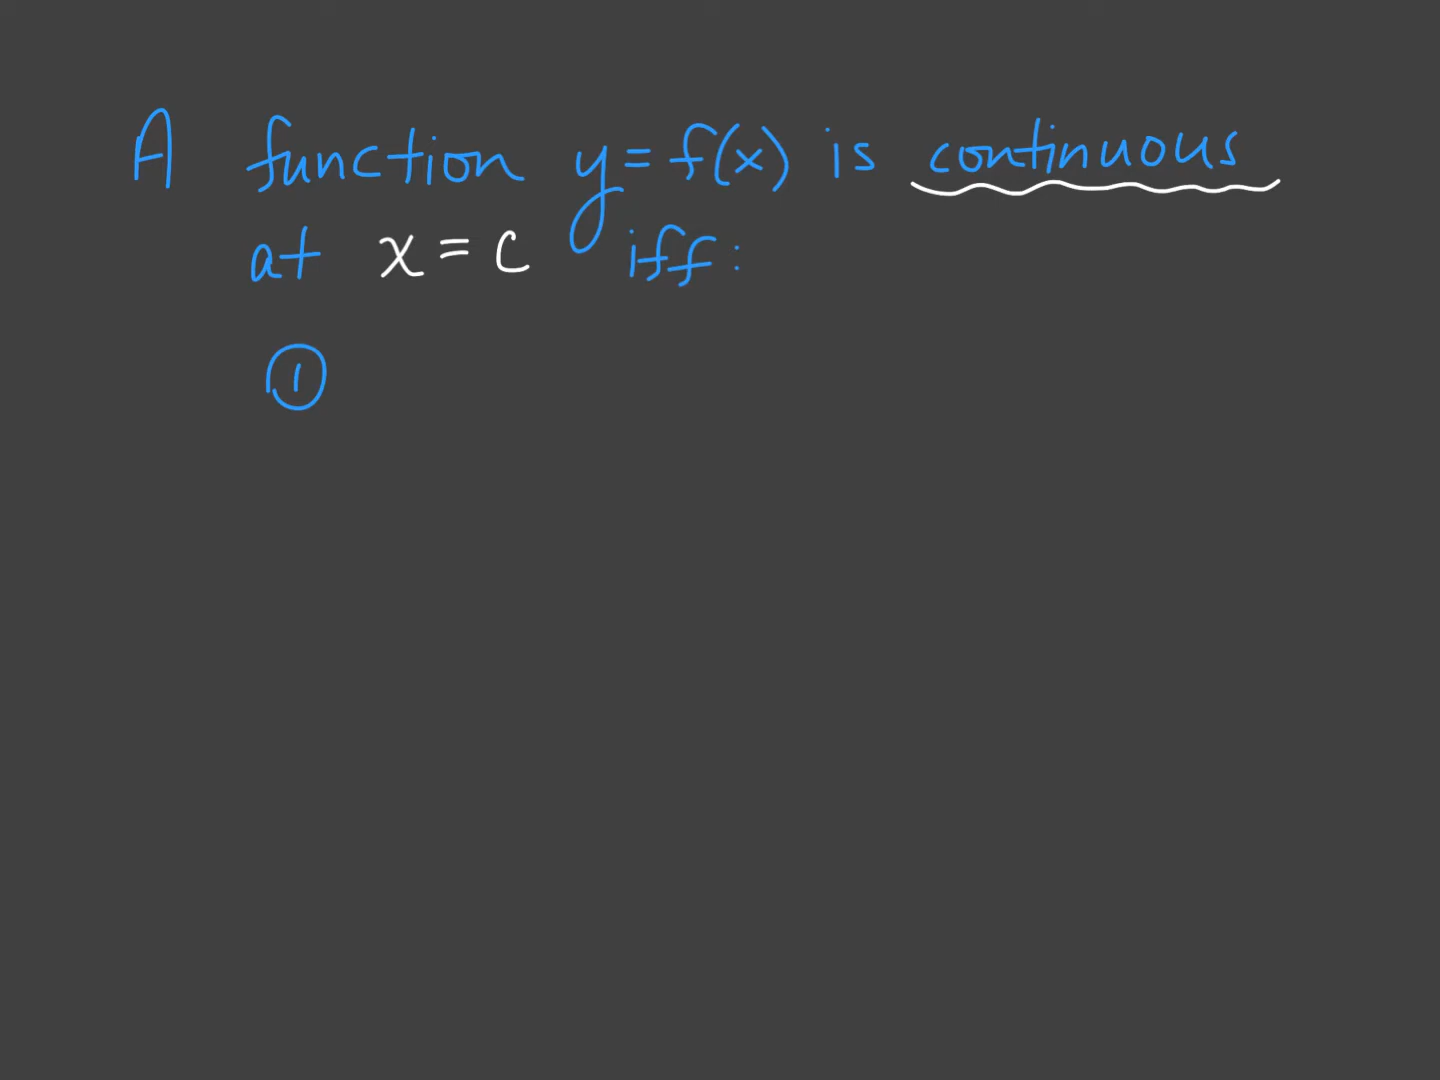 A function y = f(x) is continuous
at x = c iff:
①